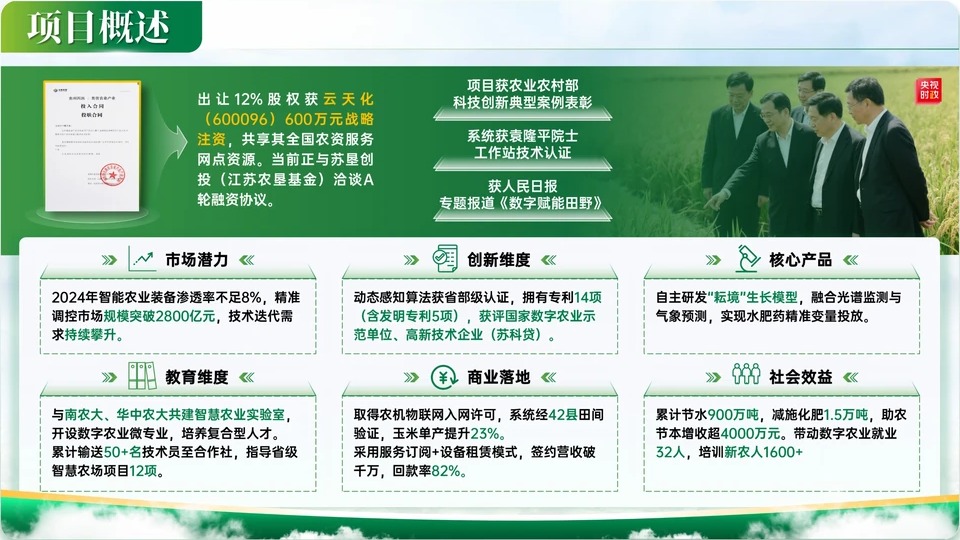 项目概述
投入合同
投融合同
出让12%股权获云天化
（600096）600万元战略
注资，共享其全国农资服务
网点资源。当前正与苏垦创
投（江苏农垦基金）洽谈A
轮融资协议。
项目获农业农村部
科技创新典型案例表彰
系统获袁隆平院士
工作站技术认证
获人民日报
专题报道《数字赋能田野》
央视
时政
市场潜力
2024年智能农业装备渗透率不足8%，精准
调控市场规模突破2800亿元，技术迭代需
求持续攀升。
创新维度
动态感知算法获省部级认证，拥有专利14项
（含发明专利5项），获评国家数字农业示
范单位、高新技术企业（苏科贷）。
核心产品
自主研发“耘境”生长模型，融合光谱监测与
气象预测，实现水肥药精准变量投放。
教育维度
与南农大、华中农大共建智慧农业实验室，
开设数字农业微专业，培养复合型人才。
累计输送50+名技术员至合作社，指导省级
智慧农场项目12项。
商业落地
取得农机物联网入网许可，系统经42县田间
验证，玉米单产提升23%。
采用服务订阅+设备租赁模式，签约营收破
千万，回款率82%。
社会效益
累计节水900万吨，减施化肥1.5万吨，助农
节本增收超4000万元。带动数字农业就业
32人，培训新农人1600+